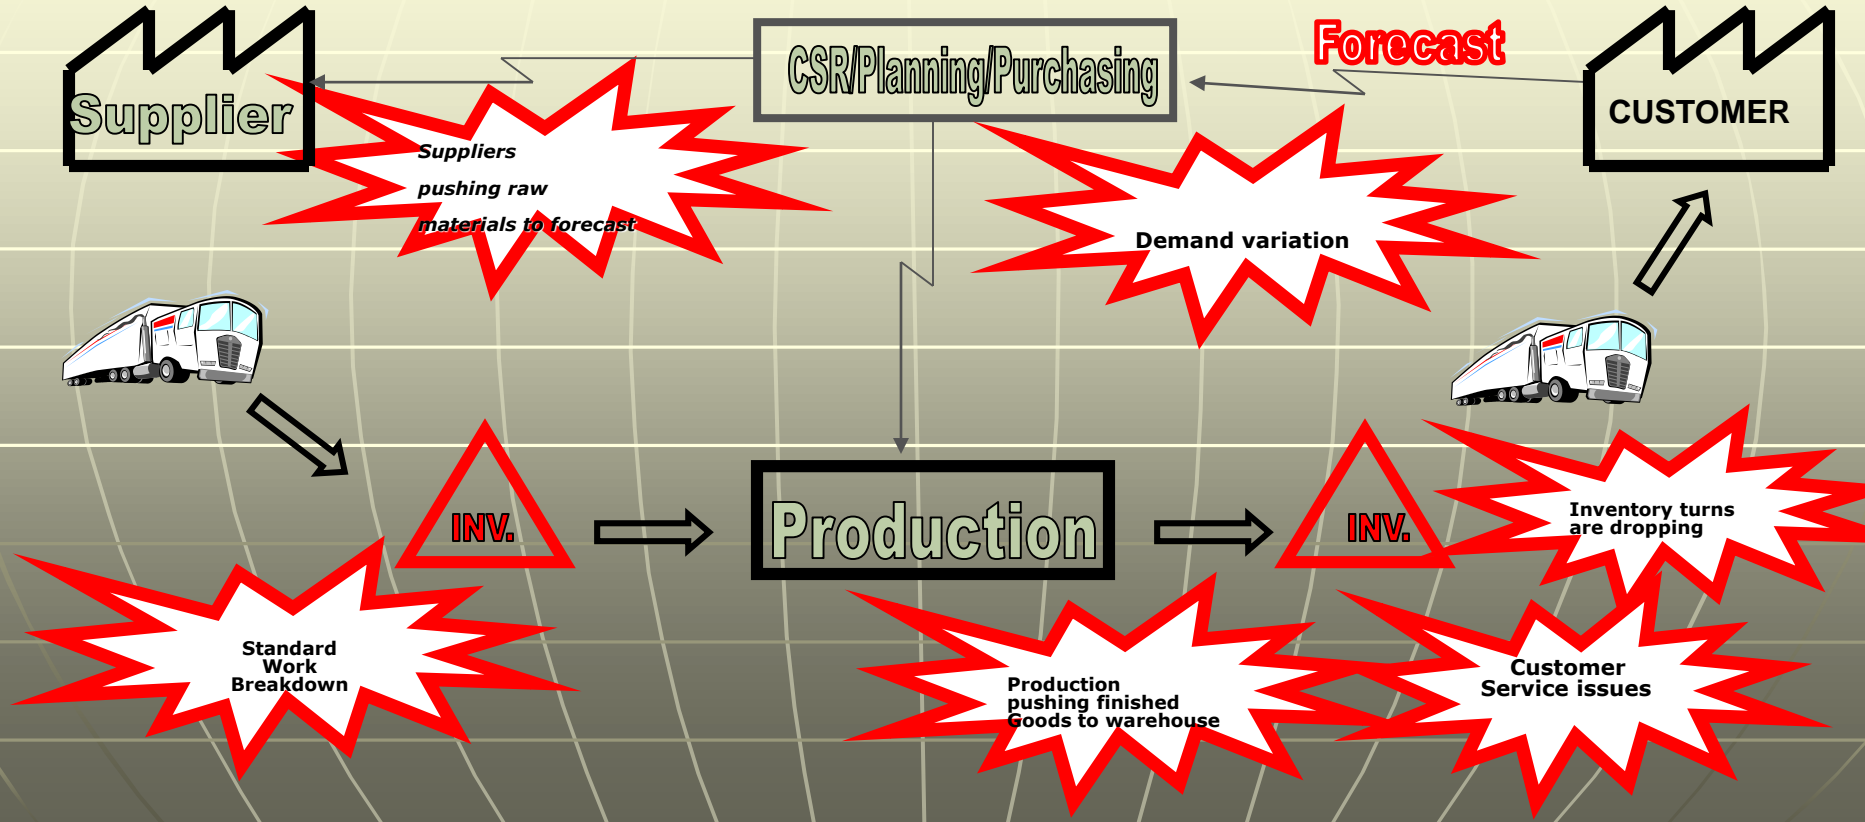 Supplier
CSR/Planning/Purchasing
Forecast
CUSTOMER
Suppliers
pushing raw
materials to forecast
Demand variation
INV.
Production
INV.
Inventory turns
are dropping
Standard
Work
Breakdown
Production
pushing finished
Goods to warehouse
Customer
Service issues